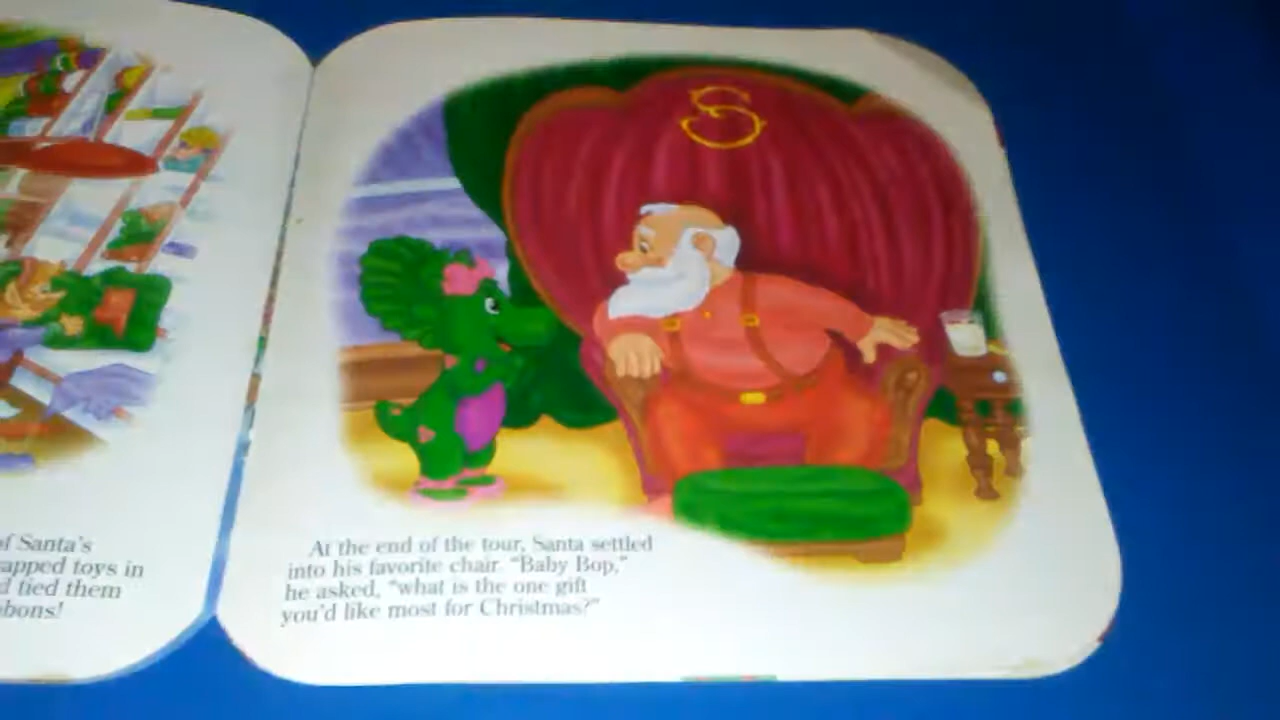 of Santa's
apped toys in
d tied them
bons!
S
At the end of the tour, Santa settled
into his favorite chair. "Baby Bop,"
he asked, "what is the one gift
you'd like most for Christmas?"